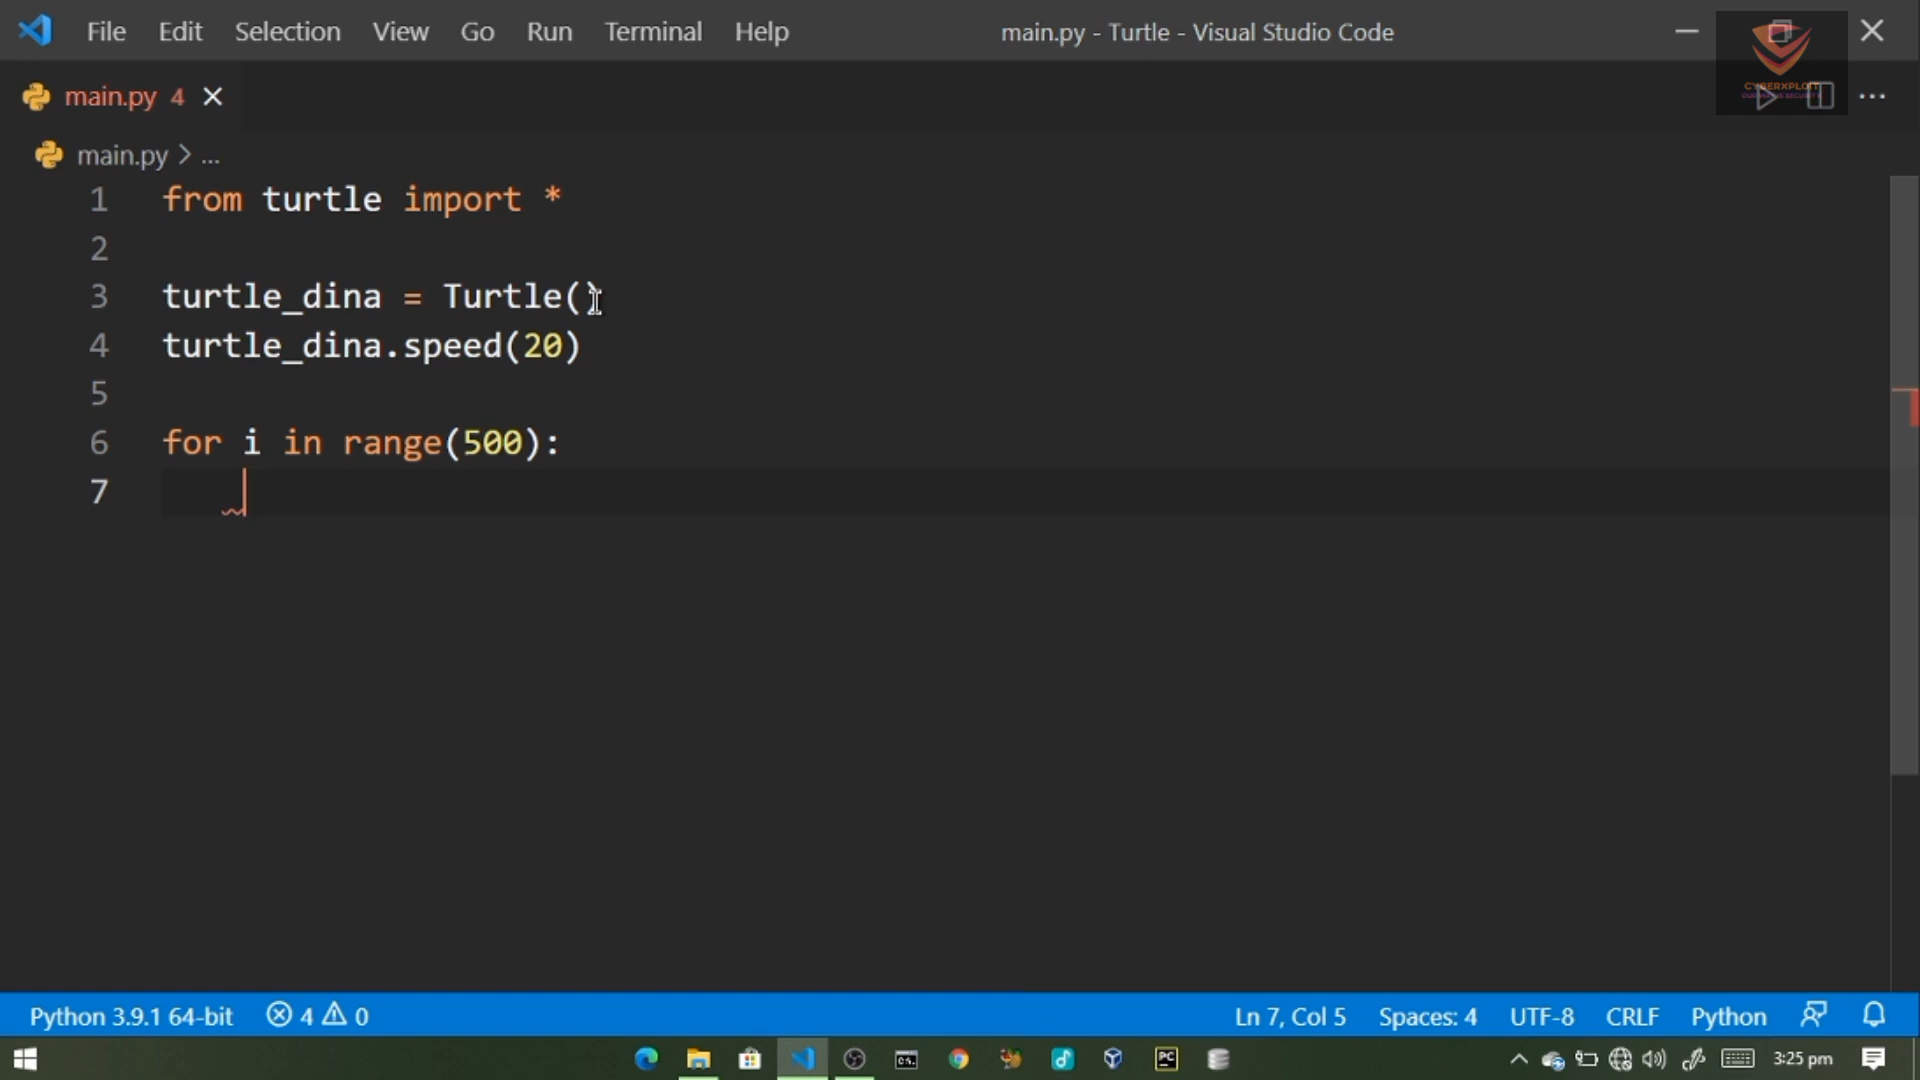 File Edit Selection View Go Run Terminal Help main.py - Turtle - Visual Studio Code
CYBERXPLOIT
main.py 4
main.py > ...
1 from turtle import *
2
3 turtle_dina = Turtle()
4 turtle_dina.speed(20)
5
6 for i in range(500):
7
Python 3.9.1 64-bit 4 0 Ln 7, Col 5 Spaces: 4 UTF-8 CRLF Python
PC 3:25 pm